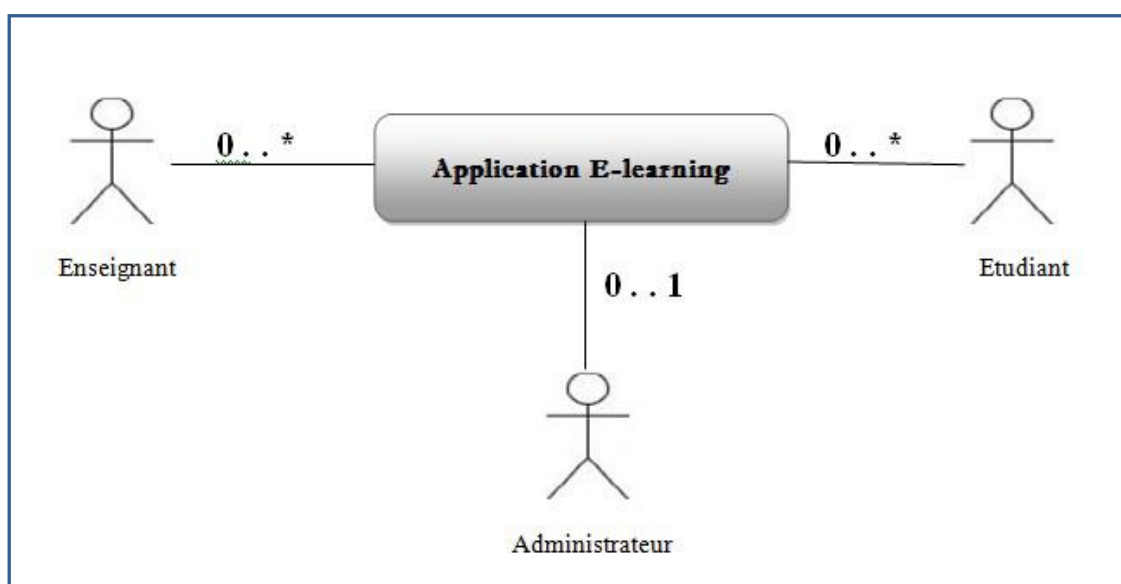 0..*
Application E-learning
0..*
Enseignant
Etudiant
0..1
Administrateur